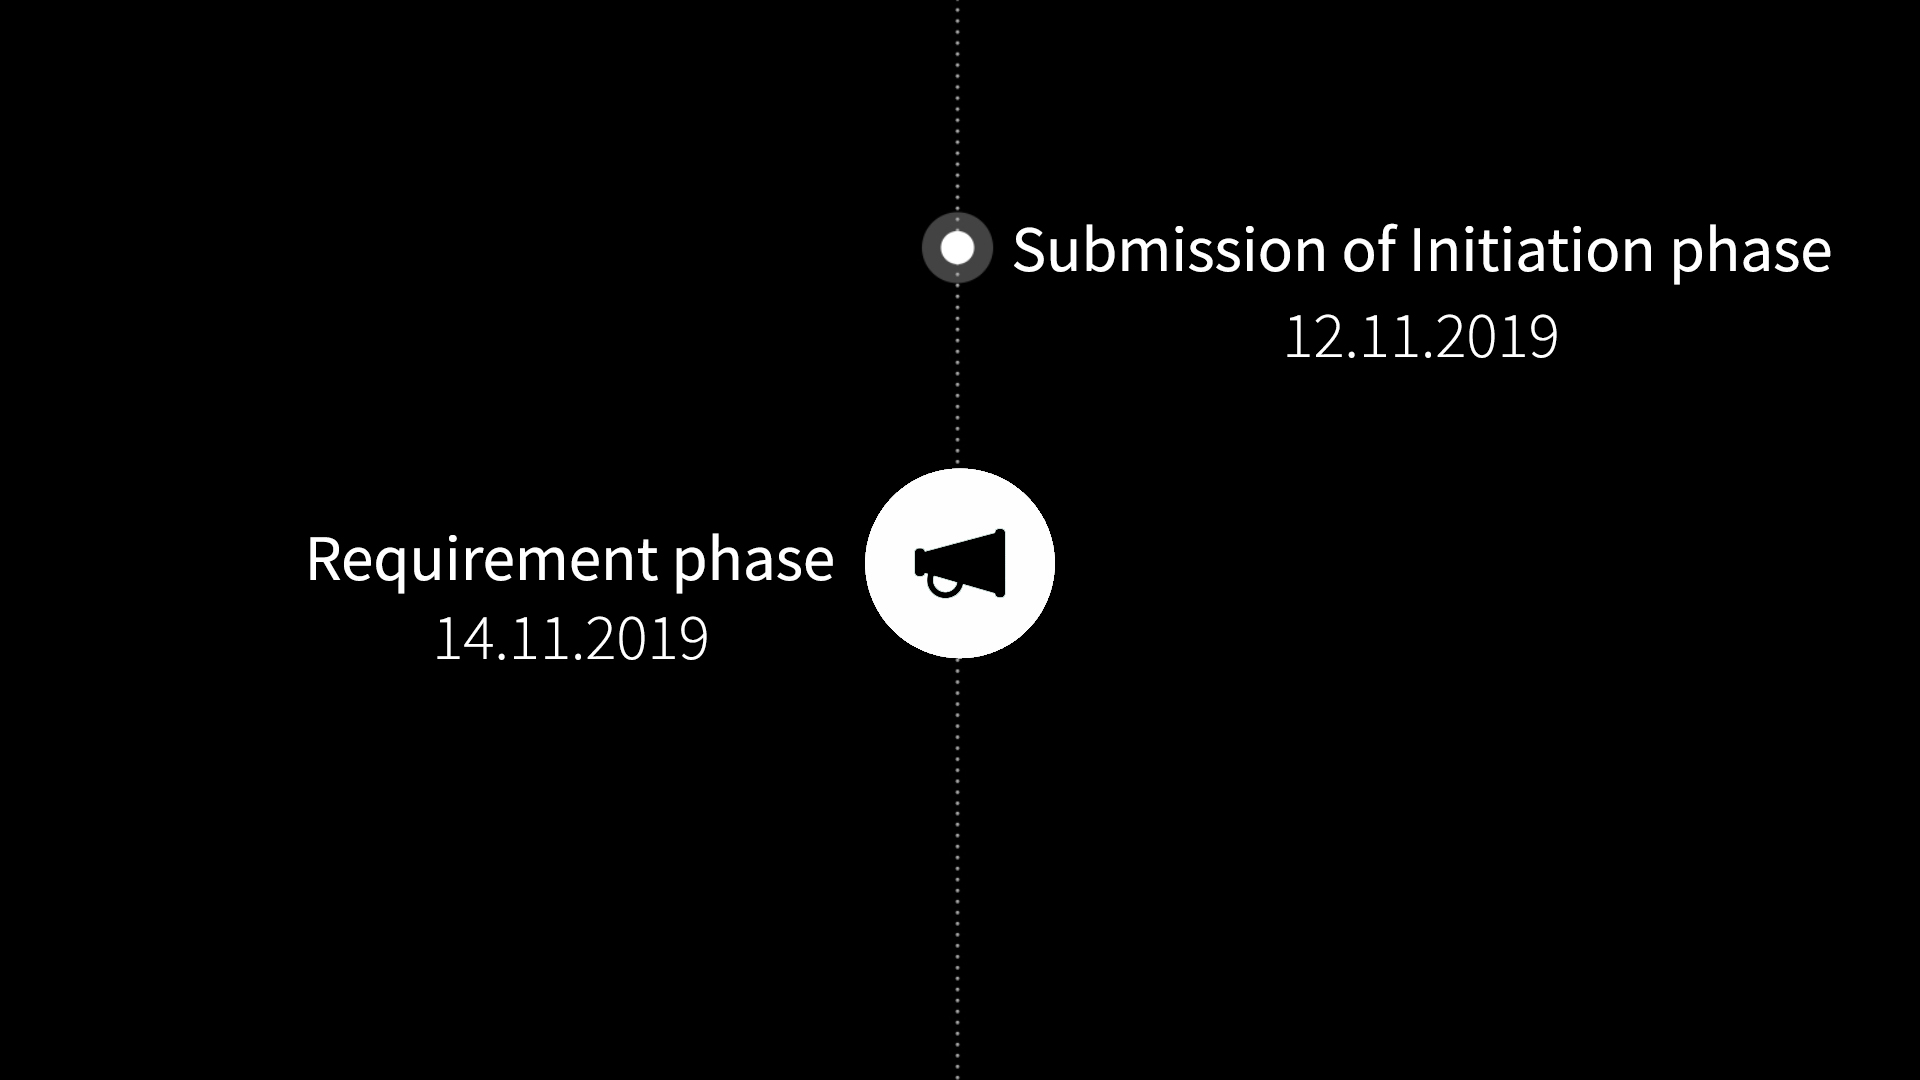 Submission of Initiation phase
12.11.2019
Requirement phase
14.11.2019